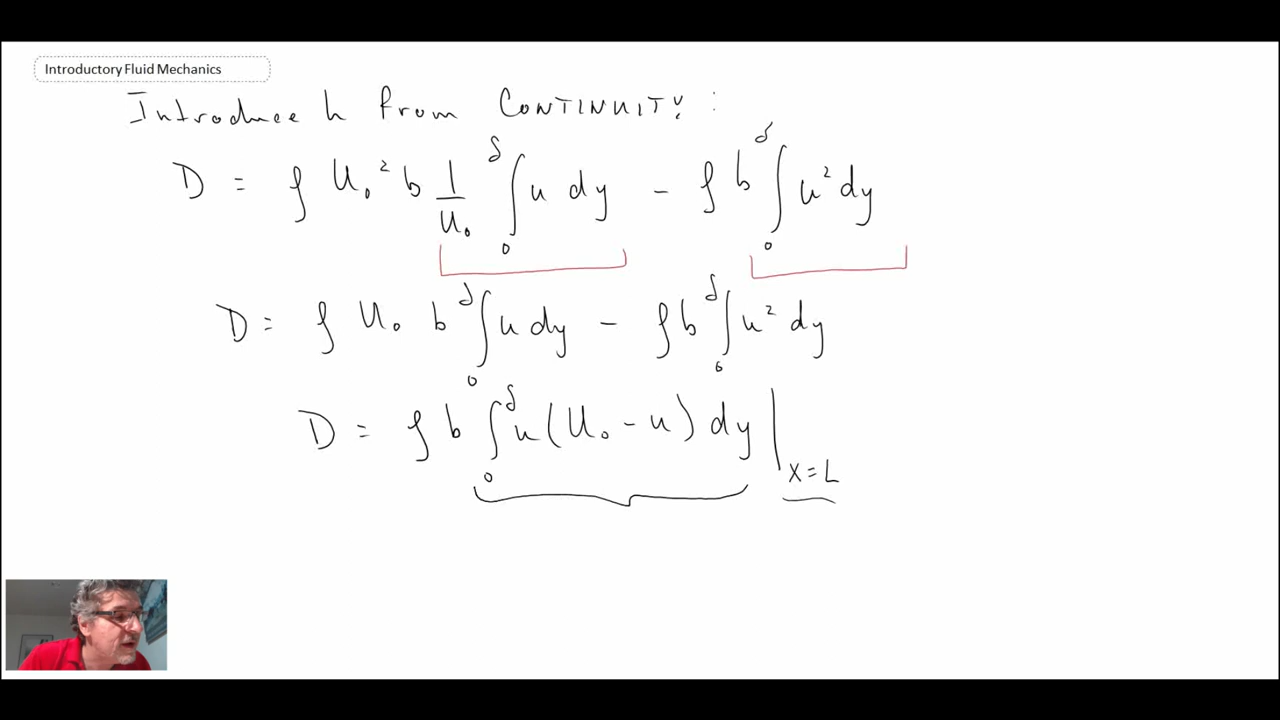 Introductory Fluid Mechanics
Introduce h from CONTINUITY:
D = ρ U₀² b 1/U₀ ∫₀^δ u dy − ρ b ∫₀^δ u² dy
D = ρ U₀ b ∫₀^δ u dy − ρ b ∫₀^δ u² dy
D = ρ b ∫₀^δ u (U₀ − u) dy |ₓ₌L